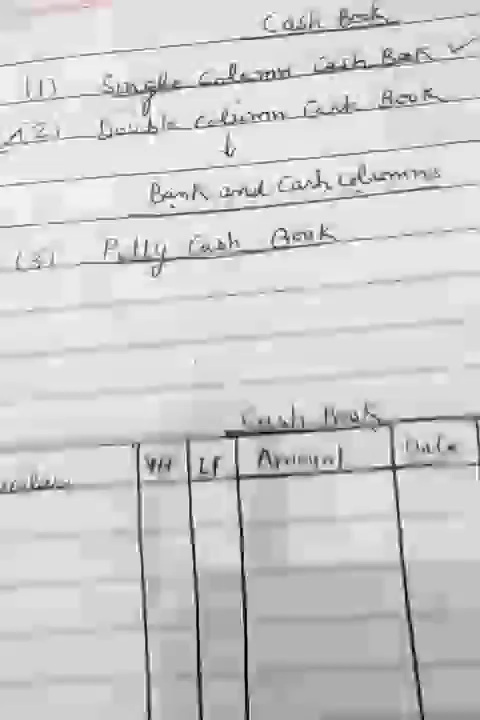 Cash Book
(1) Single Column Cash Book ✓
(2) Double Column Cash Book
↓
Bank and Cash columns
(3) Petty Cash Book
Cash Book
VN LF Amount Date